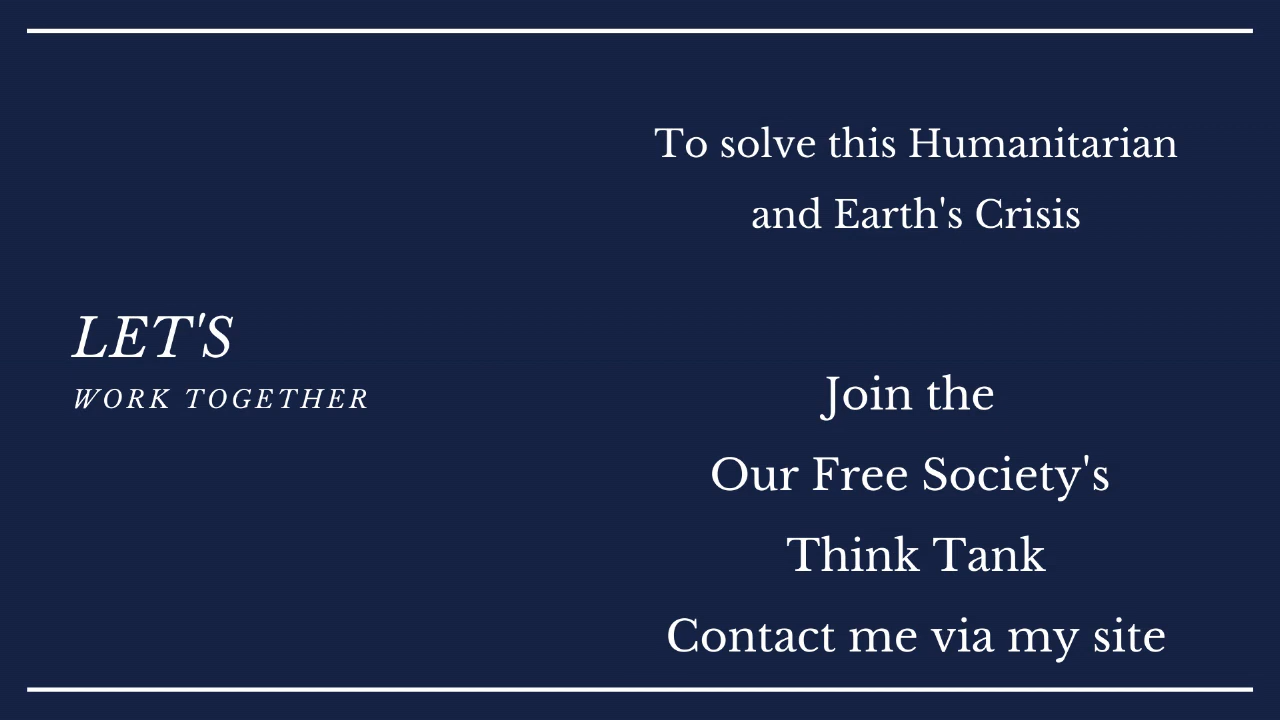 LET'S
WORK TOGETHER
To solve this Humanitarian
and Earth's Crisis
Join the
Our Free Society's
Think Tank
Contact me via my site